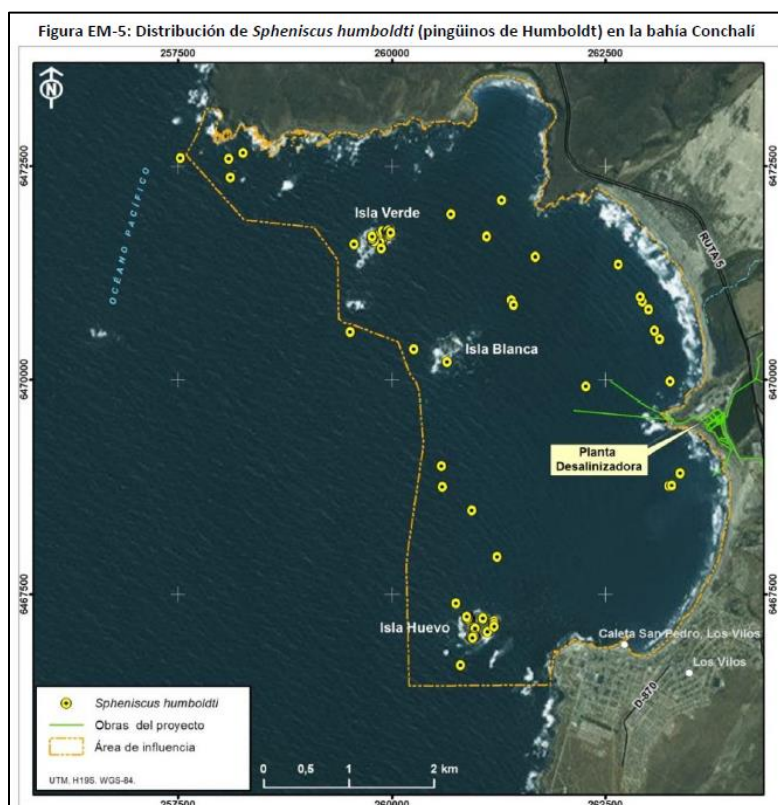 Figura EM-5: Distribución de Spheniscus humboldti (pingüinos de Humboldt) en la bahía Conchalí
257500
260000
262500
N
6472500
6472500
OCÉANO PACÍFICO
Isla Verde
RUTA 5
Isla Blanca
6470000
6470000
Planta
Desalinizadora
6467500
6467500
Isla Huevo
Caleta San Pedro, Los Vilos
Los Vilos
D-870
Spheniscus humboldti
Obras del proyecto
Área de influencia
UTM, H19S, WGS-84.
0 0,5 1 2 km
257500
260000
262500